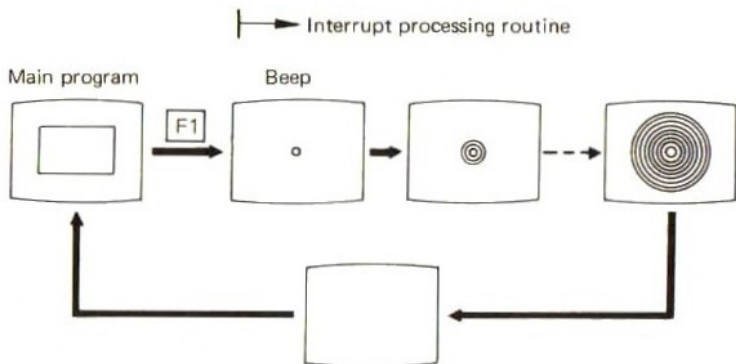 Interrupt processing routine
Main program
Beep
F1